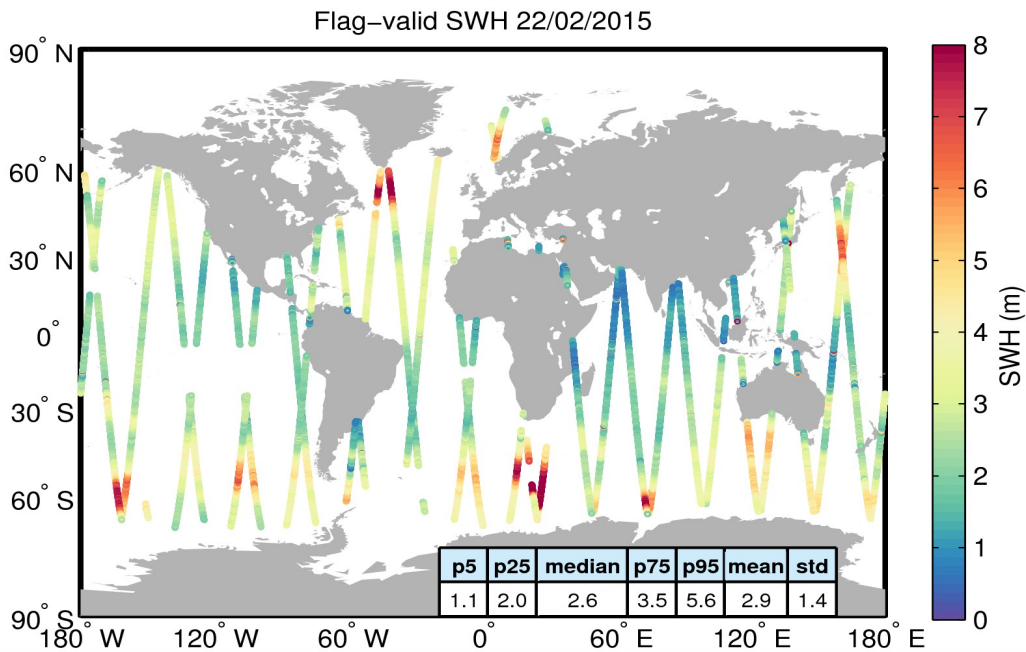 Flag−valid SWH 22/02/2015
90° N
60° N
30° N
0°
30° S
60° S
90° S
180° W
120° W
60° W
0°
60° E
120° E
180° E
p5 p25 median p75 p95 mean std
1.1 2.0 2.6 3.5 5.6 2.9 1.4
8
7
6
5
4
3
2
1
0
SWH (m)